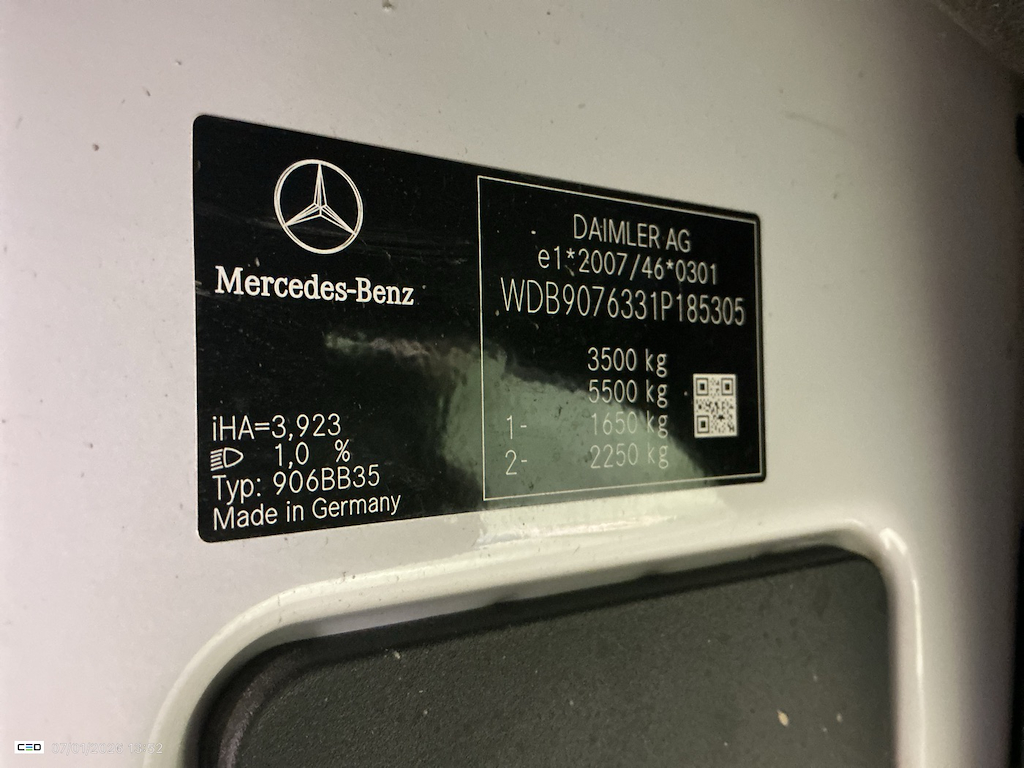 Mercedes-Benz
iHA=3,923
1,0 %
Typ: 906BB35
Made in Germany
DAIMLER AG
e1*2007/46*0301
WDB9076331P185305
3500 kg
5500 kg
1- 1650 kg
2- 2250 kg